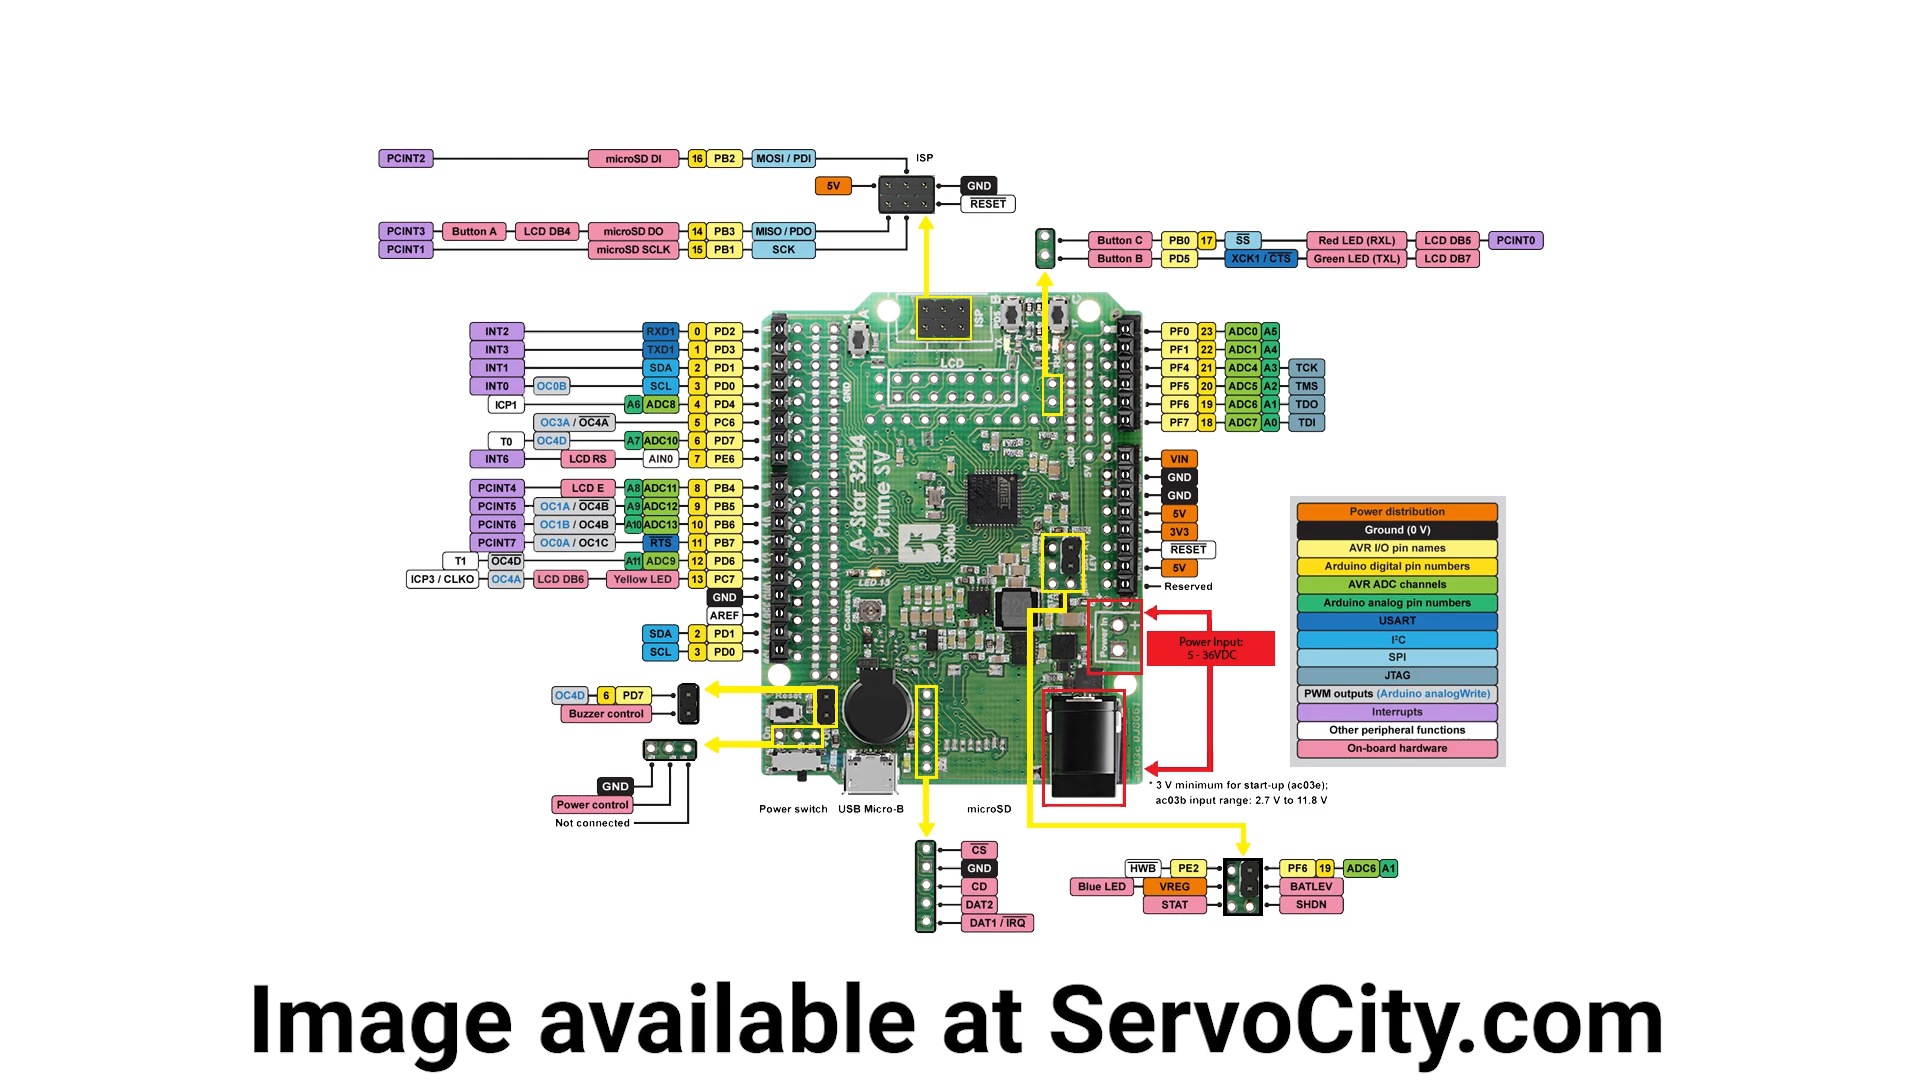 PCINT2 microSD DI 16 PB2 MOSI / PDI ISP
5V GND
RESET
PCINT3 Button A LCD DB4 microSD DO 14 PB3 MISO / PDO
PCINT1 microSD SCLK 15 PB1 SCK
Button C PB0 17 SS Red LED (RXL) LCD DB5 PCINT0
Button B PD5 XCK1 / CTS Green LED (TXL) LCD DB7
INT2 RXD1 0 PD2
INT3 TXD1 1 PD3
INT1 SDA 2 PD1
INT0 OC0B SCL 3 PD0
ICP1 A6 ADC8 4 PD4
OC3A / OC4A 5 PC6
T0 OC4D A7 ADC10 6 PD7
INT6 LCD RS AIN0 7 PE6
PCINT4 LCD E A8 ADC11 8 PB4
PCINT5 OC1A / OC4B A9 ADC12 9 PB5
PCINT6 OC1B / OC4B A10 ADC13 10 PB6
PCINT7 OC0A / OC1C RTS 11 PB7
T1 OC4D A11 ADC9 12 PD6
ICP3 / CLKO OC4A LCD DB6 Yellow LED 13 PC7
GND
AREF
SDA 2 PD1
SCL 3 PD0
A
B
C
ISP
LCD
GND
5V
A-Star 32U4
Prime SV
Pololu
LED 13
Contrast
Power In
+
-
Reset
On
PF0 23 ADC0 A5
PF1 22 ADC1 A4
PF4 21 ADC4 A3 TCK
PF5 20 ADC5 A2 TMS
PF6 19 ADC6 A1 TDO
PF7 18 ADC7 A0 TDI
VIN
GND
GND
5V
3V3
RESET
5V
Reserved
Power Input:
5 - 36VDC
Power distribution
Ground (0 V)
AVR I/O pin names
Arduino digital pin numbers
AVR ADC channels
Arduino analog pin numbers
USART
I²C
SPI
JTAG
PWM outputs (Arduino analogWrite)
Interrupts
Other peripheral functions
On-board hardware
OC4D 6 PD7
Buzzer control
GND
Power control
Not connected
Power switch USB Micro-B microSD
* 3 V minimum for start-up (ac03e);
ac03b input range: 2.7 V to 11.8 V
CS
GND
CD
DAT2
DAT1 / IRQ
HWB PE2 PF6 19 ADC6 A1
Blue LED VREG BATLEV
STAT SHDN
Image available at ServoCity.com